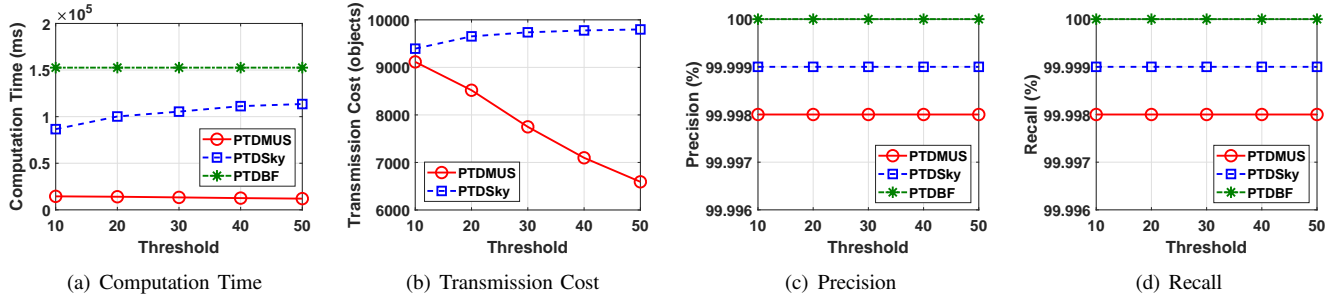 × 10⁵
2
1.5
1
0.5
0
Computation Time (ms)
PTDMUS
PTDSky
PTDBF
10 20 30 40 50
Threshold
(a) Computation Time
10000
9000
8000
7000
6000
Transmission Cost (objects)
PTDMUS
PTDSky
10 20 30 40 50
Threshold
(b) Transmission Cost
100
99.999
99.998
99.997
99.996
Precision (%)
PTDMUS
PTDSky
PTDBF
10 20 30 40 50
Threshold
(c) Precision
100
99.999
99.998
99.997
99.996
Recall (%)
PTDMUS
PTDSky
PTDBF
10 20 30 40 50
Threshold
(d) Recall